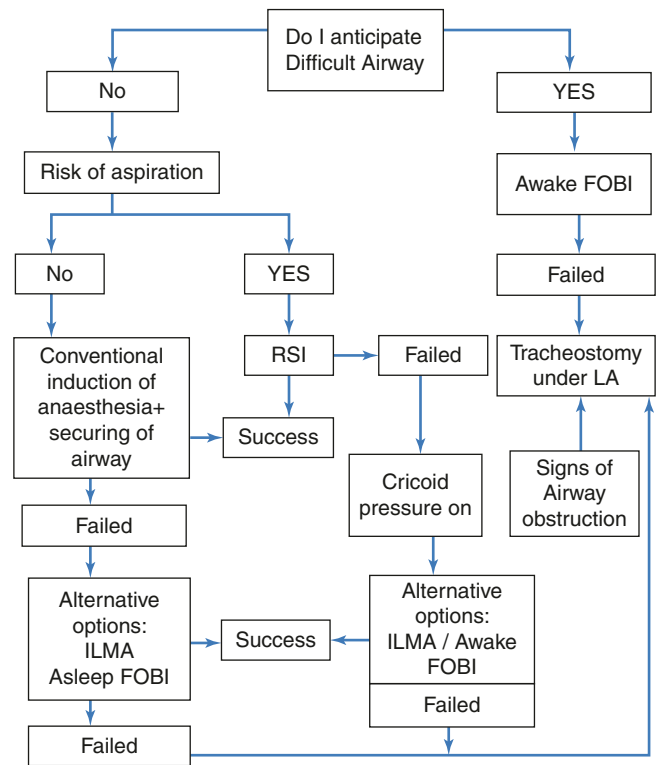 Do I anticipate
Difficult Airway
No
YES
Risk of aspiration
Awake FOBI
No
YES
Failed
Conventional
induction of
anaesthesia+
securing of
airway
RSI
Failed
Tracheostomy
under LA
Success
Cricoid
pressure on
Signs of
Airway
obstruction
Failed
Alternative
options:
ILMA
Asleep FOBI
Success
Alternative
options:
ILMA / Awake
FOBI
Failed
Failed